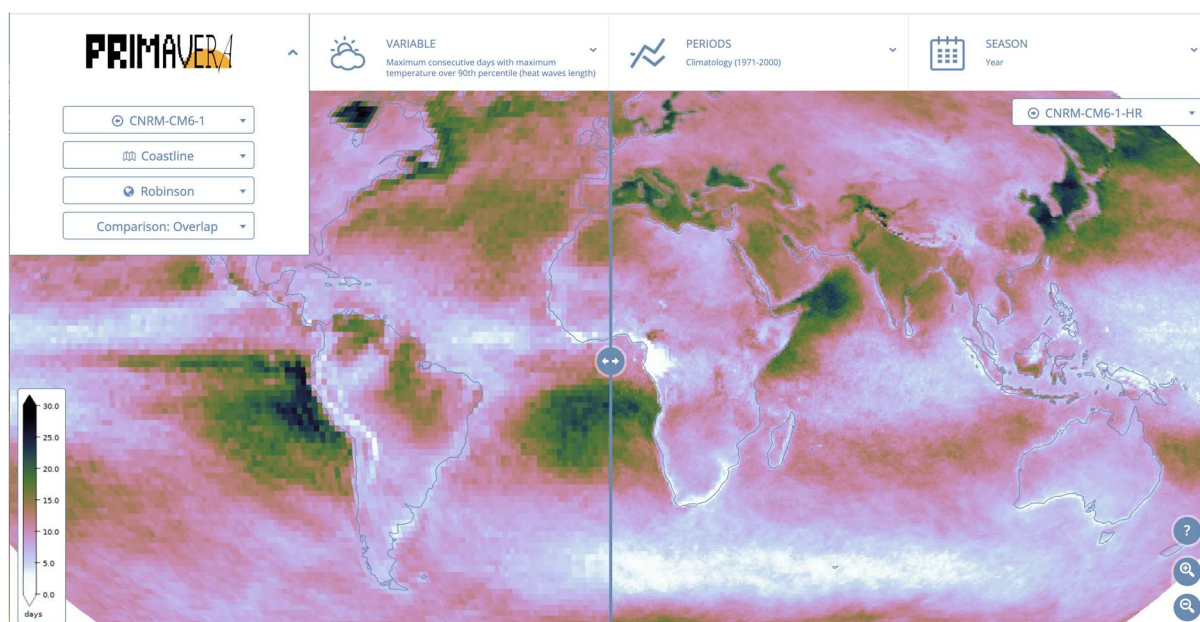 PRIMAVERA
CNRM-CM6-1
Coastline
Robinson
Comparison: Overlap
VARIABLE
Maximum consecutive days with maximum
temperature over 90th percentile (heat waves length)
PERIODS
Climatology (1971-2000)
SEASON
Year
CNRM-CM6-1-HR
30.0
25.0
20.0
15.0
10.0
5.0
0.0
days
?